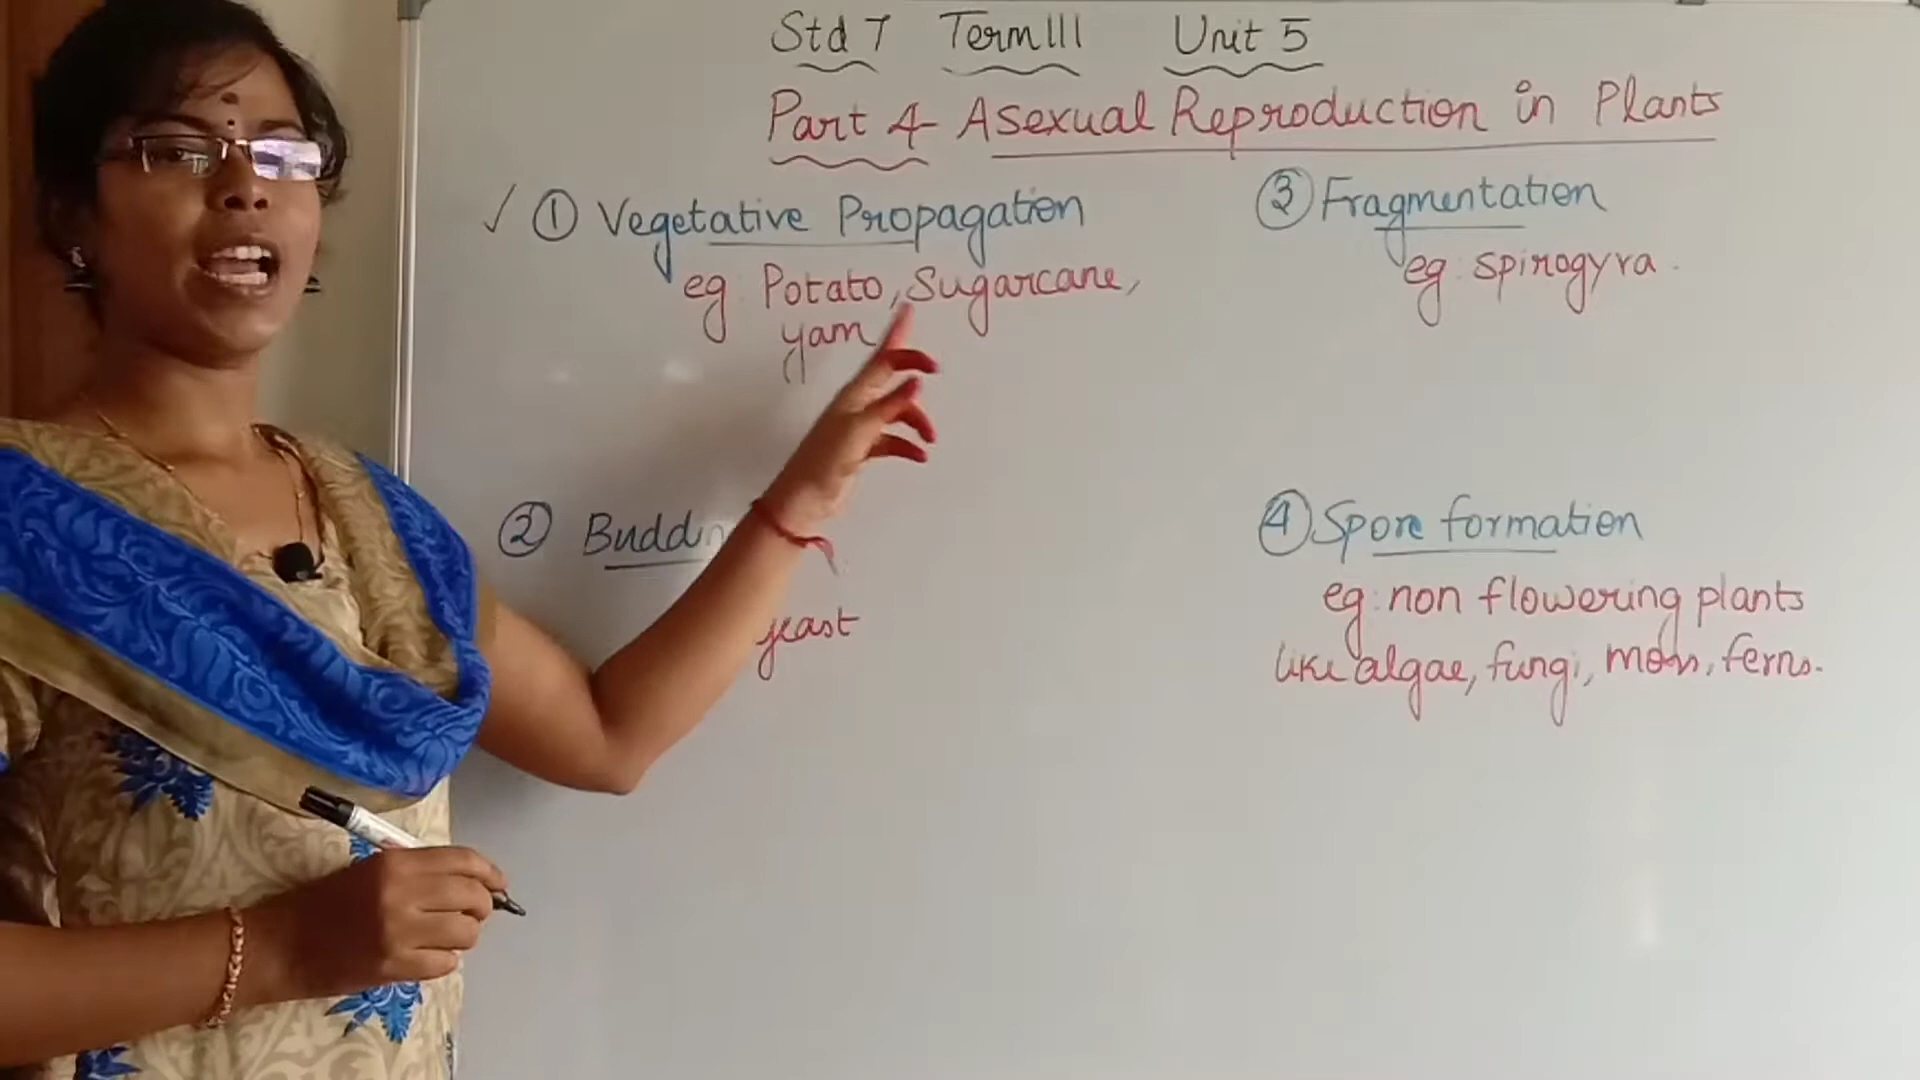 Std 7 Term III Unit 5
Part 4- Asexual Reproduction in Plants
✓ ① Vegetative Propagation
eg: Potato, Sugarcane,
yam
② Buddin
yeast
③ Fragmentation
eg: spirogyra.
④ Spore formation
eg: non flowering plants
like algae, fungi, moss, ferns.